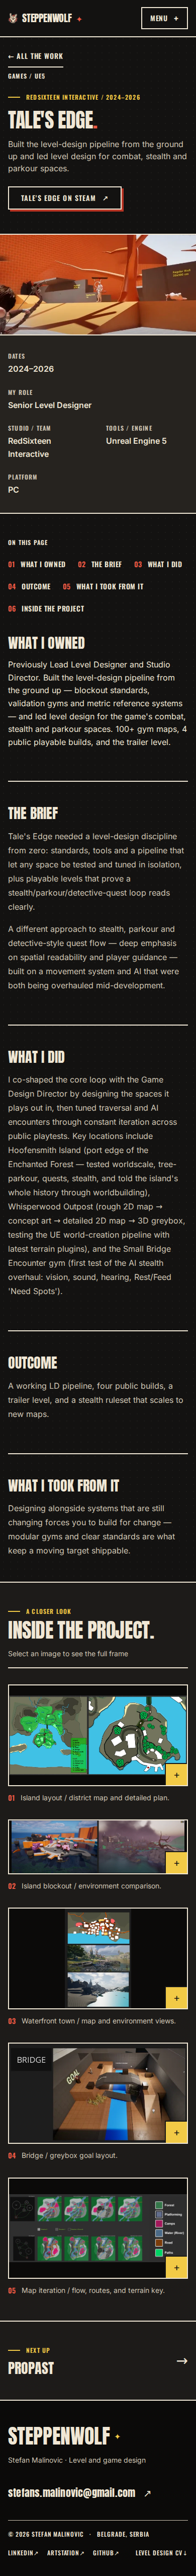 STEPPENWOLF
MENU +
← ALL THE WORK
GAMES / UE5
REDSIXTEEN INTERACTIVE / 2024–2026
TALE'S EDGE.
Built the level-design pipeline from the ground
up and led level design for combat, stealth and
parkour spaces.
TALE'S EDGE ON STEAM ↗
DATES
2024–2026
MY ROLE
Senior Level Designer
STUDIO / TEAM
RedSixteen
Interactive
TOOLS / ENGINE
Unreal Engine 5
PLATFORM
PC
ON THIS PAGE
01 WHAT I OWNED 02 THE BRIEF 03 WHAT I DID
04 OUTCOME 05 WHAT I TOOK FROM IT
06 INSIDE THE PROJECT
WHAT I OWNED
Previously Lead Level Designer and Studio
Director. Built the level-design pipeline from
the ground up — blockout standards,
validation gyms and metric reference systems
— and led level design for the game's combat,
stealth and parkour spaces. 100+ gym maps, 4
public playable builds, and the trailer level.
THE BRIEF
Tale's Edge needed a level-design discipline
from zero: standards, tools and a pipeline that
let any space be tested and tuned in isolation,
plus playable levels that prove a
stealth/parkour/detective-quest loop reads
clearly.
A different approach to stealth, parkour and
detective-style quest flow — deep emphasis
on spatial readability and player guidance —
built on a movement system and AI that were
both being overhauled mid-development.
WHAT I DID
I co-shaped the core loop with the Game
Design Director by designing the spaces it
plays out in, then tuned traversal and AI
encounters through constant iteration across
public playtests. Key locations include
Hoofensmith Island (port edge of the
Enchanted Forest — tested worldscale, tree-
parkour, quests, stealth, and told the island's
whole history through worldbuilding),
Whisperwood Outpost (rough 2D map →
concept art → detailed 2D map → 3D greybox,
testing the UE world-creation pipeline with
latest terrain plugins), and the Small Bridge
Encounter gym (first test of the AI stealth
overhaul: vision, sound, hearing, Rest/Feed
'Need Spots').
OUTCOME
A working LD pipeline, four public builds, a
trailer level, and a stealth ruleset that scales to
new maps.
WHAT I TOOK FROM IT
Designing alongside systems that are still
changing forces you to build for change —
modular gyms and clear standards are what
keep a moving target shippable.
A CLOSER LOOK
INSIDE THE PROJECT.
Select an image to see the full frame
+
01 Island layout / district map and detailed plan.
+
02 Island blockout / environment comparison.
+
03 Waterfront town / map and environment views.
BRIDGE
GOAL
+
04 Bridge / greybox goal layout.
+
05 Map iteration / flow, routes, and terrain key.
NEXT UP
PROPAST
→
STEPPENWOLF
Stefan Malinovic · Level and game design
stefans.malinovic@gmail.com ↗
© 2026 STEFAN MALINOVIC · BELGRADE, SERBIA
LINKEDIN↗ ARTSTATION↗ GITHUB↗ LEVEL DESIGN CV↓